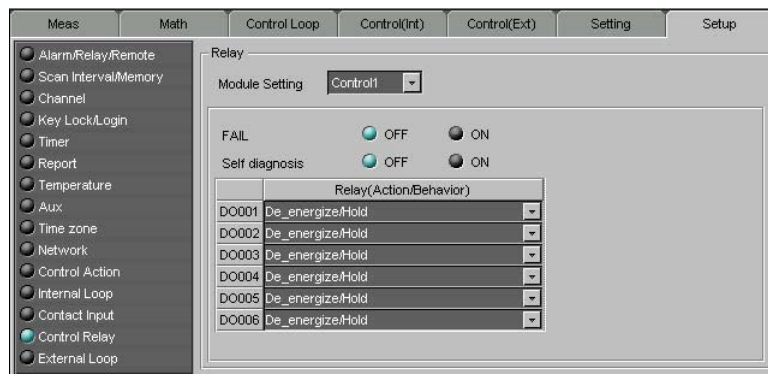 Meas Math Control Loop Control(Int) Control(Ext) Setting Setup
Alarm/Relay/Remote
Scan Interval/Memory
Channel
Key Lock/Login
Timer
Report
Temperature
Aux
Time zone
Network
Control Action
Internal Loop
Contact Input
Control Relay
External Loop
Relay
Module Setting Control1
FAIL OFF ON
Self diagnosis OFF ON
Relay(Action/Behavior)
DO001 De_energize/Hold
DO002 De_energize/Hold
DO003 De_energize/Hold
DO004 De_energize/Hold
DO005 De_energize/Hold
DO006 De_energize/Hold